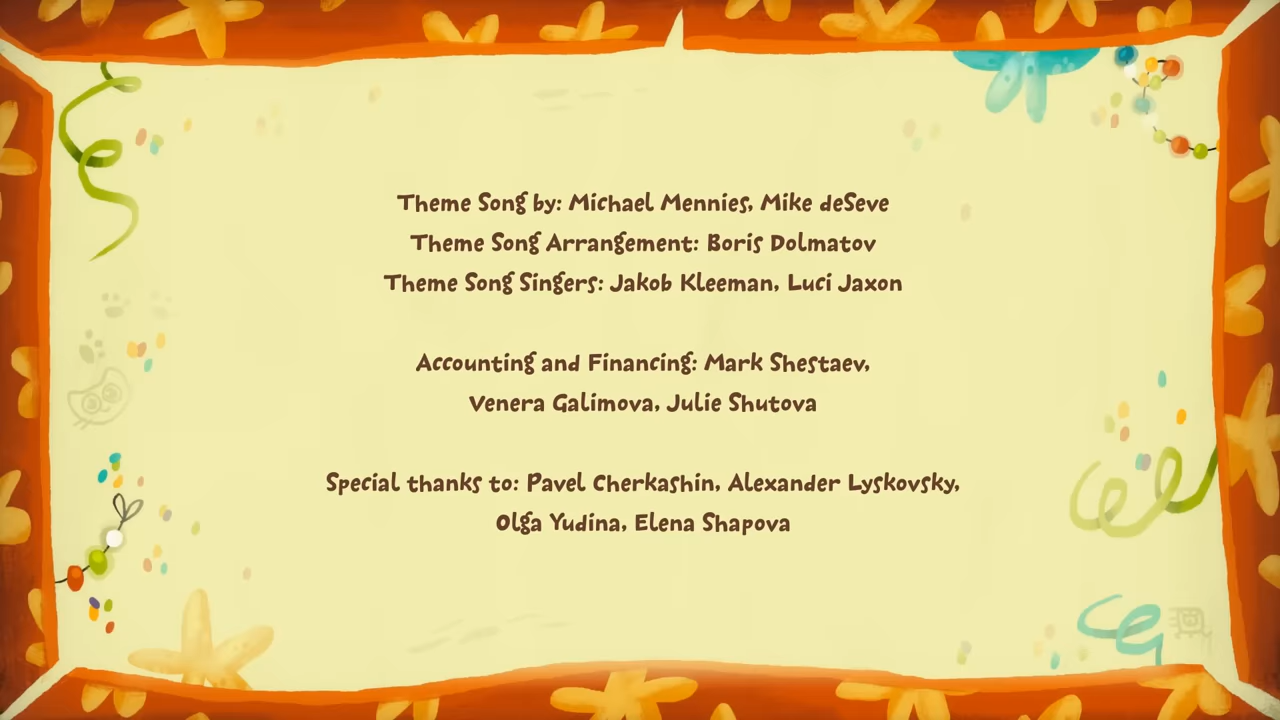 Theme Song by: Michael Mennies, Mike deSeve
Theme Song Arrangement: Boris Dolmatov
Theme Song Singers: Jakob Kleeman, Luci Jaxon
Accounting and Financing: Mark Shestaev,
Venera Galimova, Julie Shutova
Special thanks to: Pavel Cherkashin, Alexander Lyskovsky,
Olga Yudina, Elena Shapova